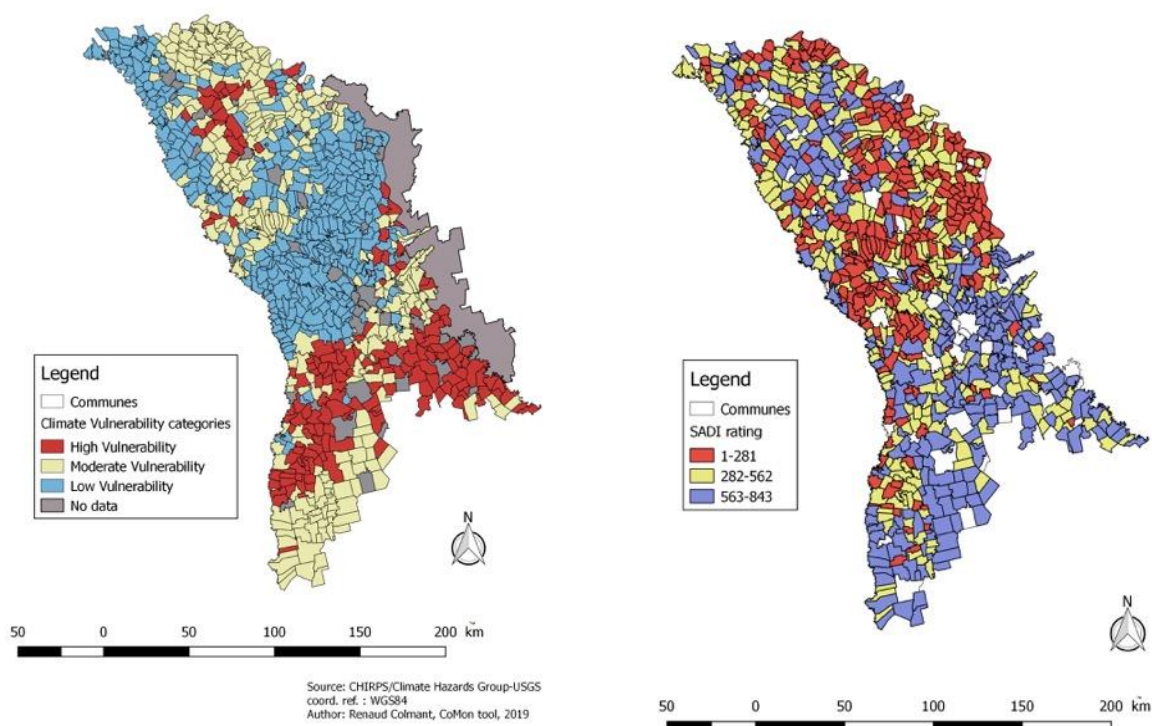 Legend
Communes
Climate Vulnerability categories
High Vulnerability
Moderate Vulnerability
Low Vulnerability
No data
N
50 0 50 100 150 200 km
Source: CHIRPS/Climate Hazards Group-USGS
coord. ref. : WGS84
Author: Renaud Colmant, CoMon tool, 2019
Legend
Communes
SADI rating
1-281
282-562
563-843
N
50 0 50 100 150 200 km